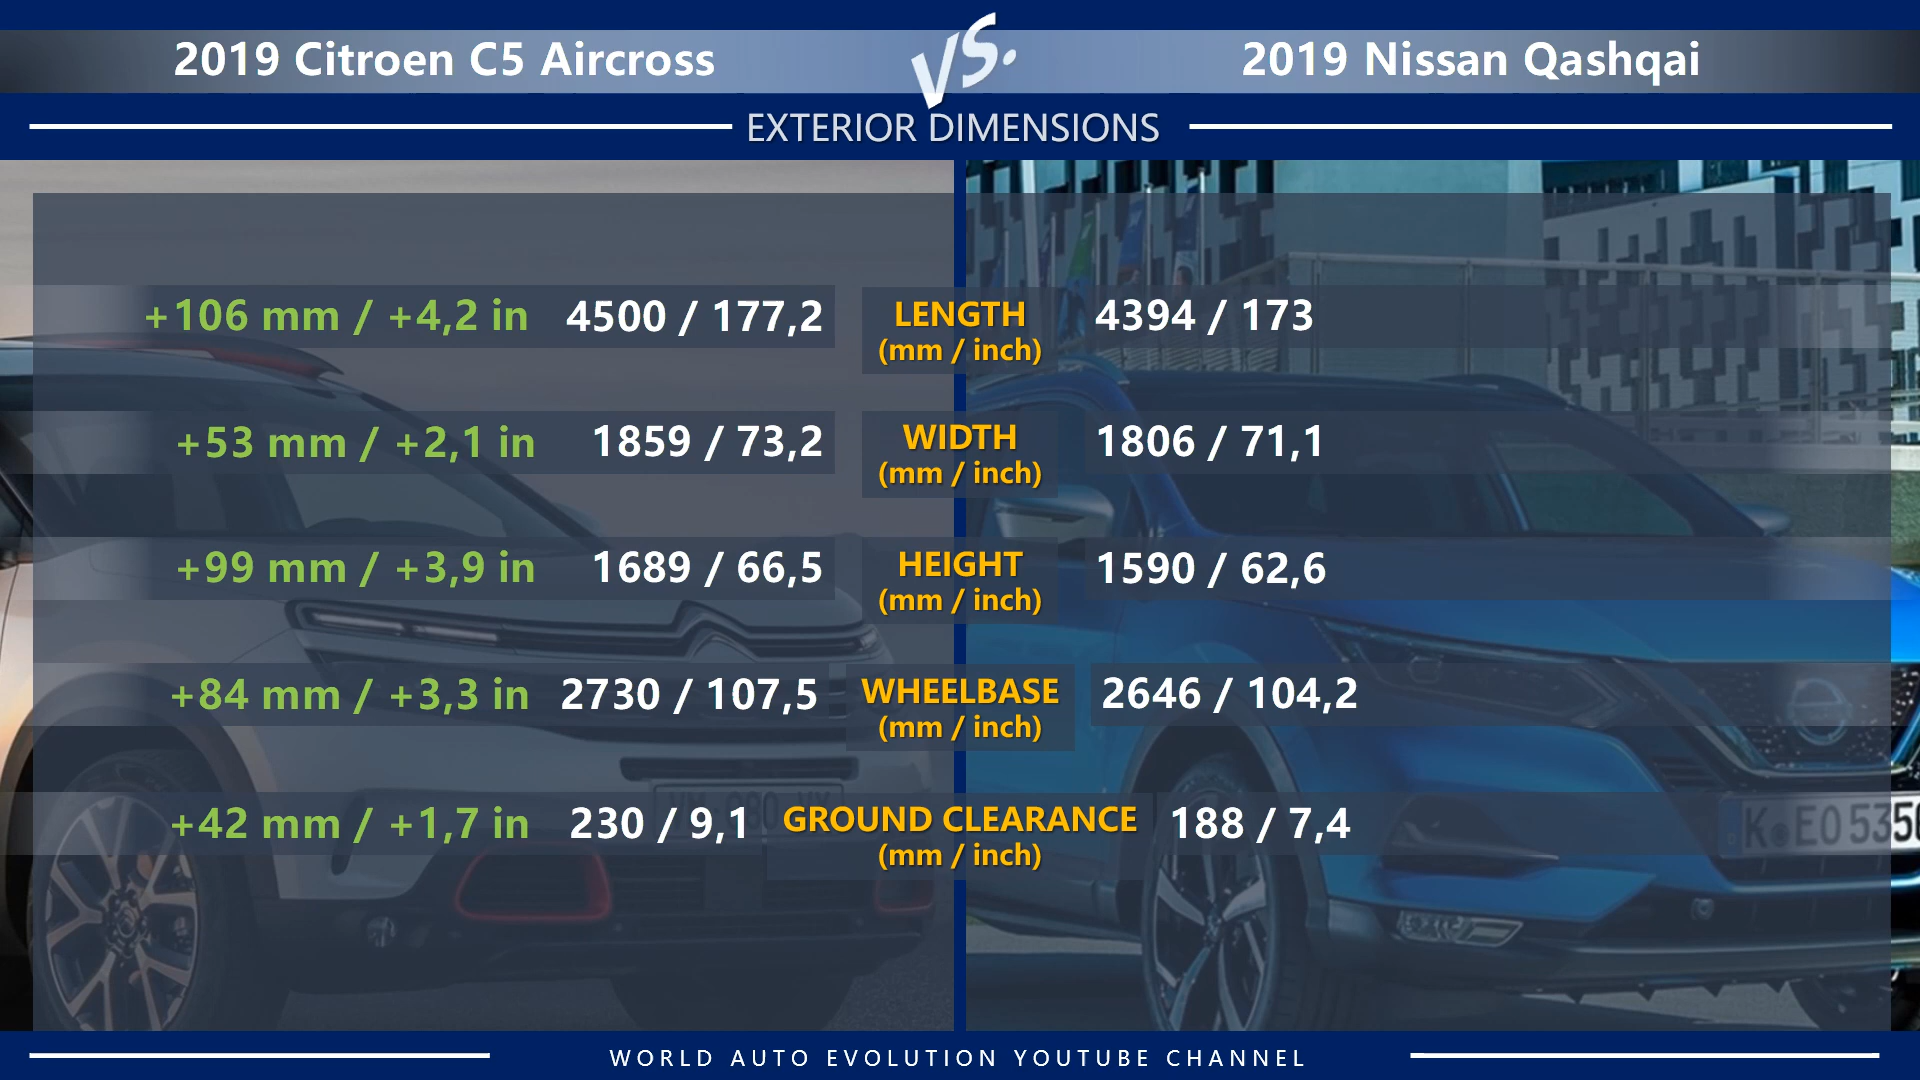 2019 Citroen C5 Aircross VS. 2019 Nissan Qashqai
EXTERIOR DIMENSIONS
+106 mm / +4,2 in 4500 / 177,2 LENGTH 4394 / 173
(mm / inch)
+53 mm / +2,1 in 1859 / 73,2 WIDTH 1806 / 71,1
(mm / inch)
+99 mm / +3,9 in 1689 / 66,5 HEIGHT 1590 / 62,6
(mm / inch)
+84 mm / +3,3 in 2730 / 107,5 WHEELBASE 2646 / 104,2
(mm / inch)
+42 mm / +1,7 in 230 / 9,1 GROUND CLEARANCE 188 / 7,4
(mm / inch)
WORLD AUTO EVOLUTION YOUTUBE CHANNEL